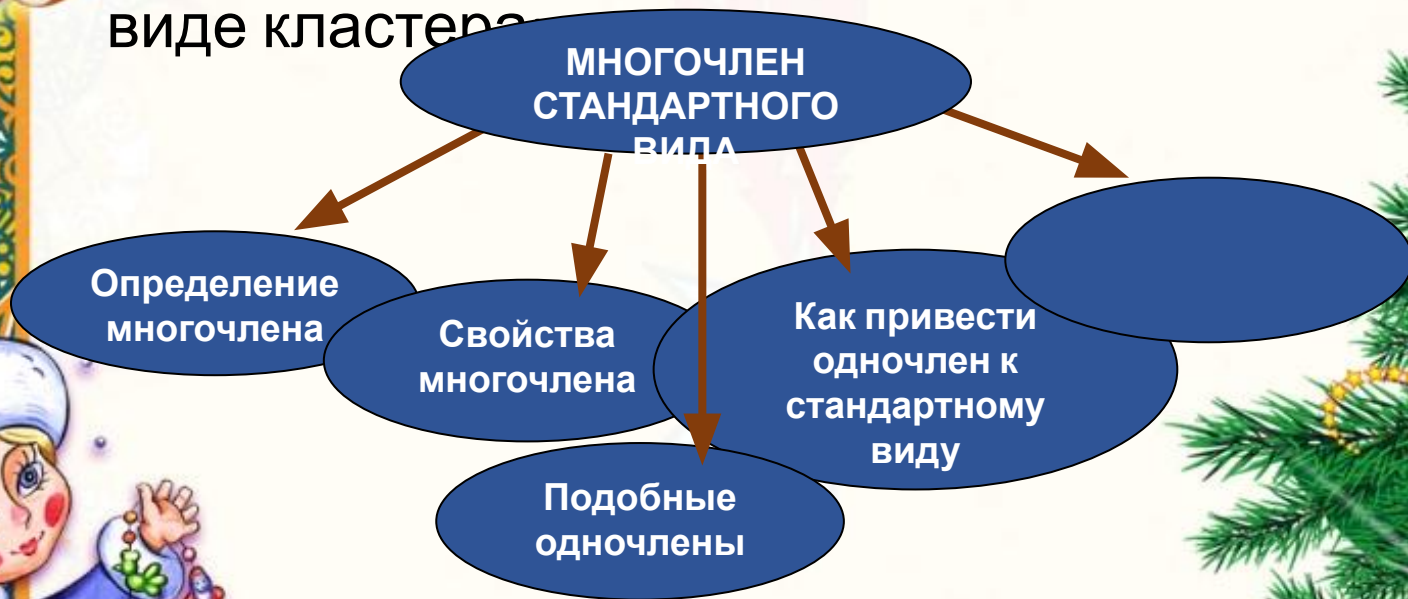 виде кластера
МНОГОЧЛЕН
СТАНДАРТНОГО
ВИДА
Определение
многочлена
Свойства
многочлена
Как привести
одночлен к
стандартному
виду
Подобные
одночлены